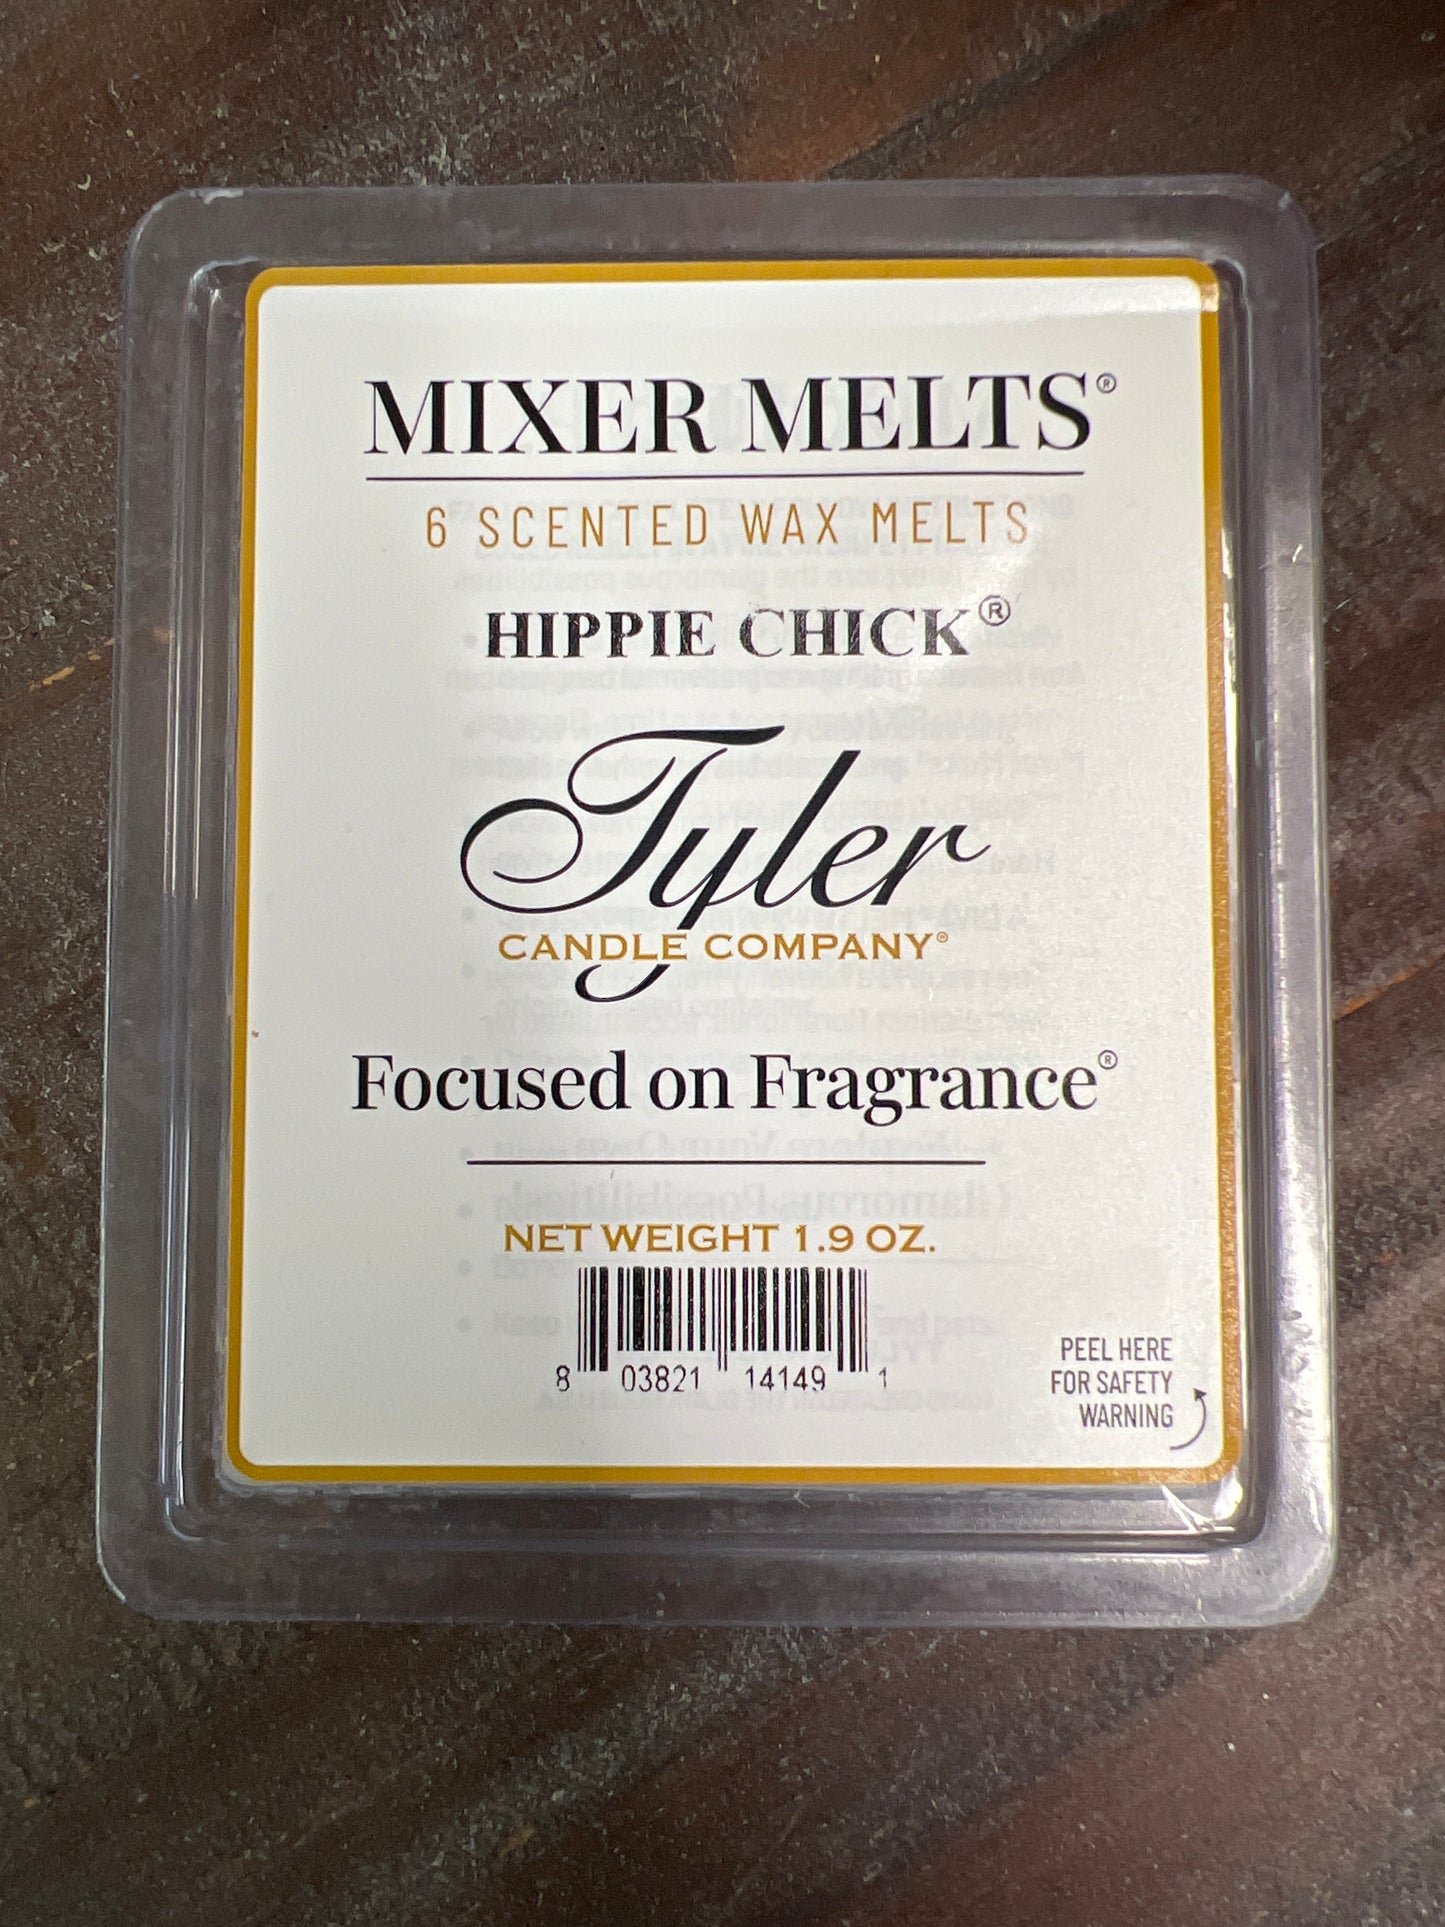 MIXER MELTS®
6 SCENTED WAX MELTS
HIPPIE CHICK®
Tyler
CANDLE COMPANY®
Focused on Fragrance®
NET WEIGHT 1.9 OZ.
8 03821 14149 1
PEEL HERE
FOR SAFETY
WARNING